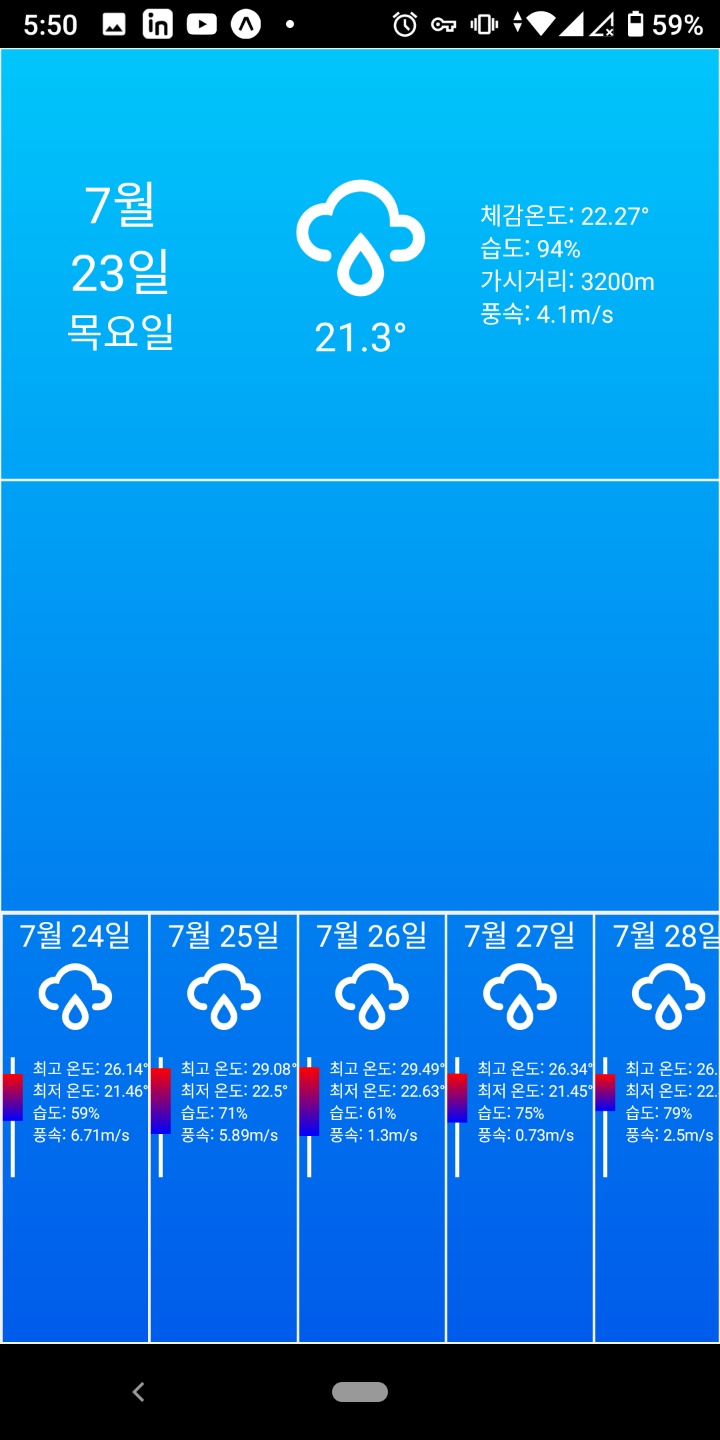 5:50
59%
7월
23일
목요일
21.3°
체감온도: 22.27°
습도: 94%
가시거리: 3200m
풍속: 4.1m/s
7월 24일
최고 온도: 26.14°
최저 온도: 21.46°
습도: 59%
풍속: 6.71m/s
7월 25일
최고 온도: 29.08°
최저 온도: 22.5°
습도: 71%
풍속: 5.89m/s
7월 26일
최고 온도: 29.49°
최저 온도: 22.63°
습도: 61%
풍속: 1.3m/s
7월 27일
최고 온도: 26.34°
최저 온도: 21.45°
습도: 75%
풍속: 0.73m/s
7월 28일
최고 온도: 26.
최저 온도: 22.
습도: 79%
풍속: 2.5m/s